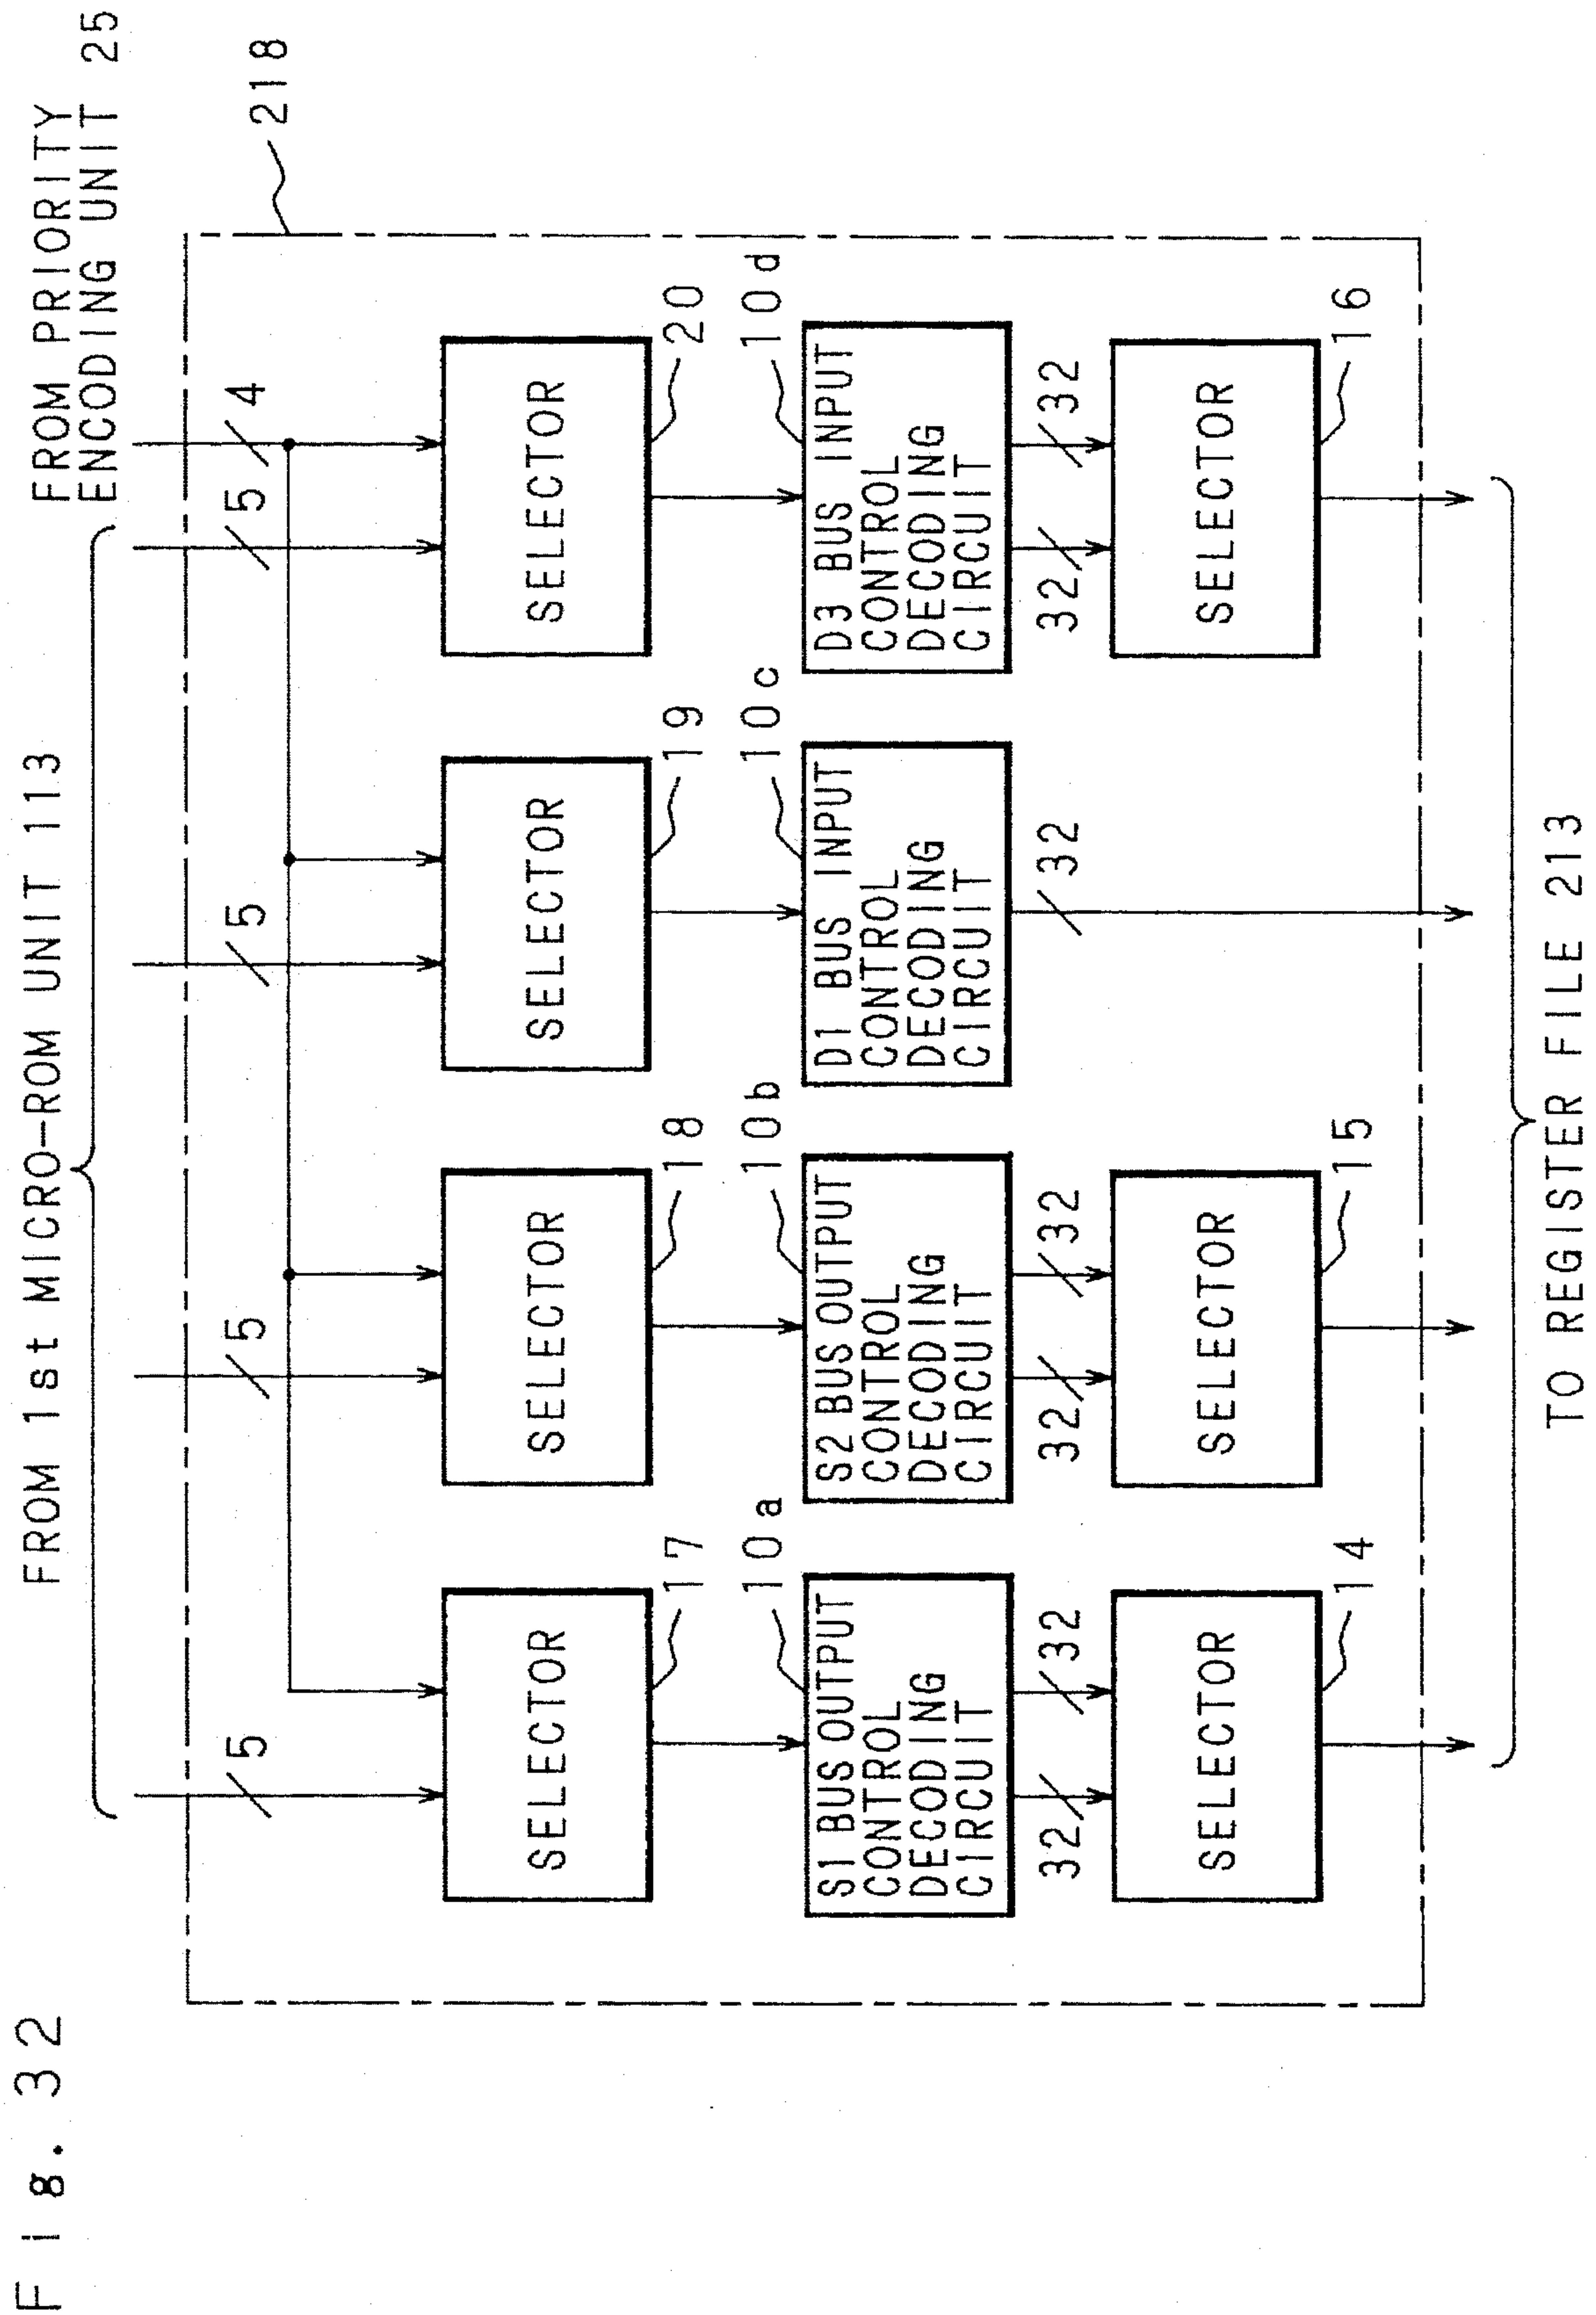 Fig. 32
FROM 1st MICRO-ROM UNIT 113
FROM PRIORITY
ENCODING UNIT 25
218
5
5
5
5
4
SELECTOR
17
SELECTOR
18
SELECTOR
19
SELECTOR
20
10a
S1 BUS OUTPUT
CONTROL
DECODING
CIRCUIT
10b
S2 BUS OUTPUT
CONTROL
DECODING
CIRCUIT
10c
D1 BUS INPUT
CONTROL
DECODING
CIRCUIT
10d
D3 BUS INPUT
CONTROL
DECODING
CIRCUIT
32
32
32
32
32
32
32
SELECTOR
14
SELECTOR
15
SELECTOR
16
TO REGISTER FILE 213